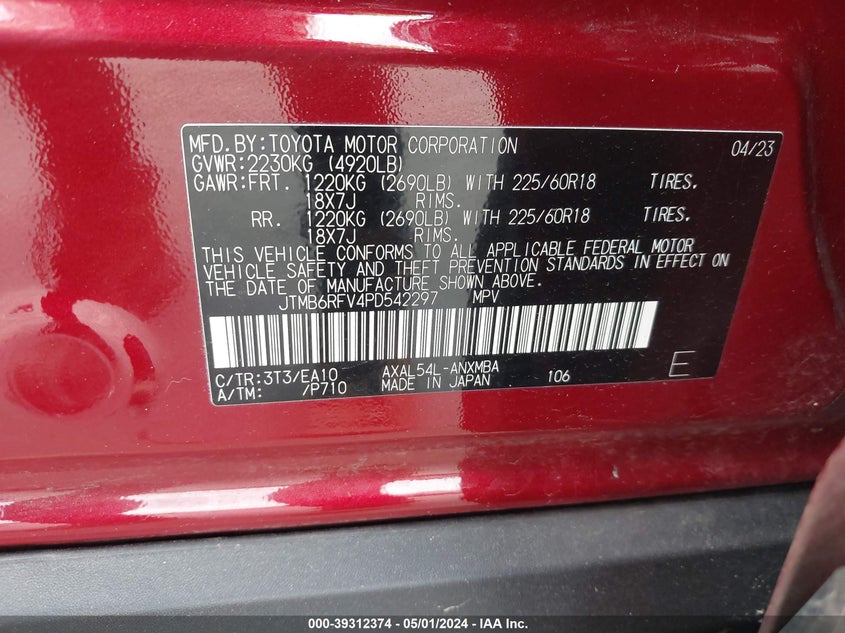 MFD.BY:TOYOTA MOTOR CORPORATION 04/23
GVWR:2230KG (4920LB)
GAWR:FRT. 1220KG (2690LB) WITH 225/60R18 TIRES.
18X7J RIMS.
RR. 1220KG (2690LB) WITH 225/60R18 TIRES.
18X7J RIMS.
THIS VEHICLE CONFORMS TO ALL APPLICABLE FEDERAL MOTOR
VEHICLE SAFETY AND THEFT PREVENTION STANDARDS IN EFFECT ON
THE DATE OF MANUFACTURE SHOWN ABOVE.
JTMB6RFV4PD542297 MPV
C/TR:3T3/EA10 AXAL54L-ANXMBA
A/TM: /P710 MADE IN JAPAN 106 E
000-39312374 - 05/01/2024 - IAA Inc.